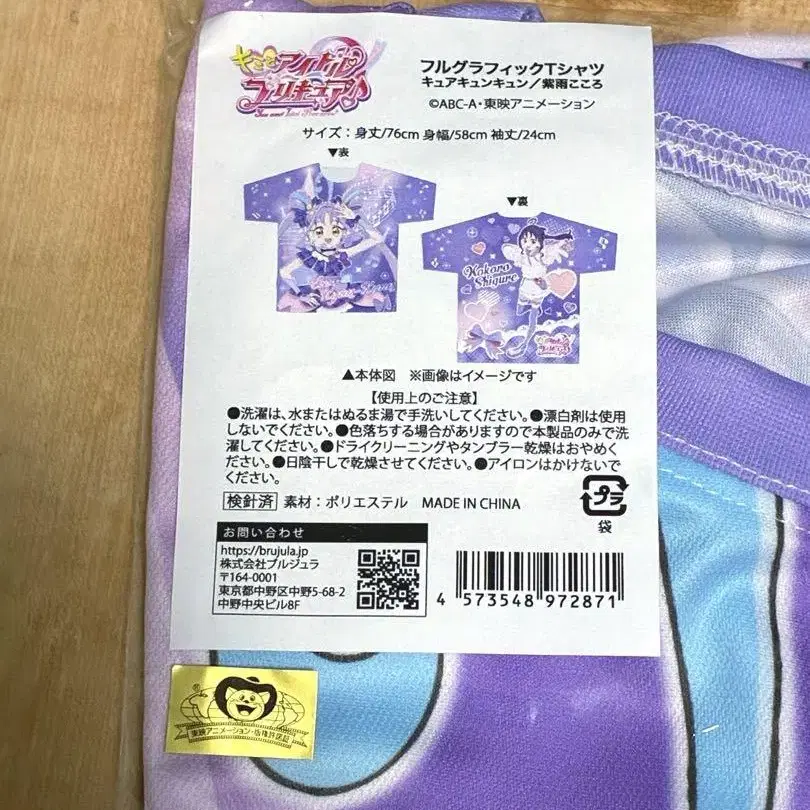 キミとアイドル
プリキュア♪
フルグラフィックTシャツ
キュアキュンキュン／紫雨こころ
©ABC-A・東映アニメーション
サイズ：身丈/76cm 身幅/58cm 袖丈/24cm
▼表
▼裏
Kokoro
Shigure
▲本体図　※画像はイメージです
【使用上のご注意】
●洗濯は、水またはぬるま湯で手洗いしてください。●漂白剤は使用
しないでください。●色落ちする場合がありますので本製品のみで洗
濯してください。●ドライクリーニングやタンブラー乾燥はおやめく
ださい。●日陰干しで乾燥させてください。●アイロンはかけないで
ください。
検針済 素材：ポリエステル　MADE IN CHINA
プラ
袋
お問い合わせ
https://brujula.jp
株式会社ブルジュラ
〒164-0001
東京都中野区中野5-68-2
中野中央ビル8F
4 573548 972871
®
東映アニメーション・版権許諾品